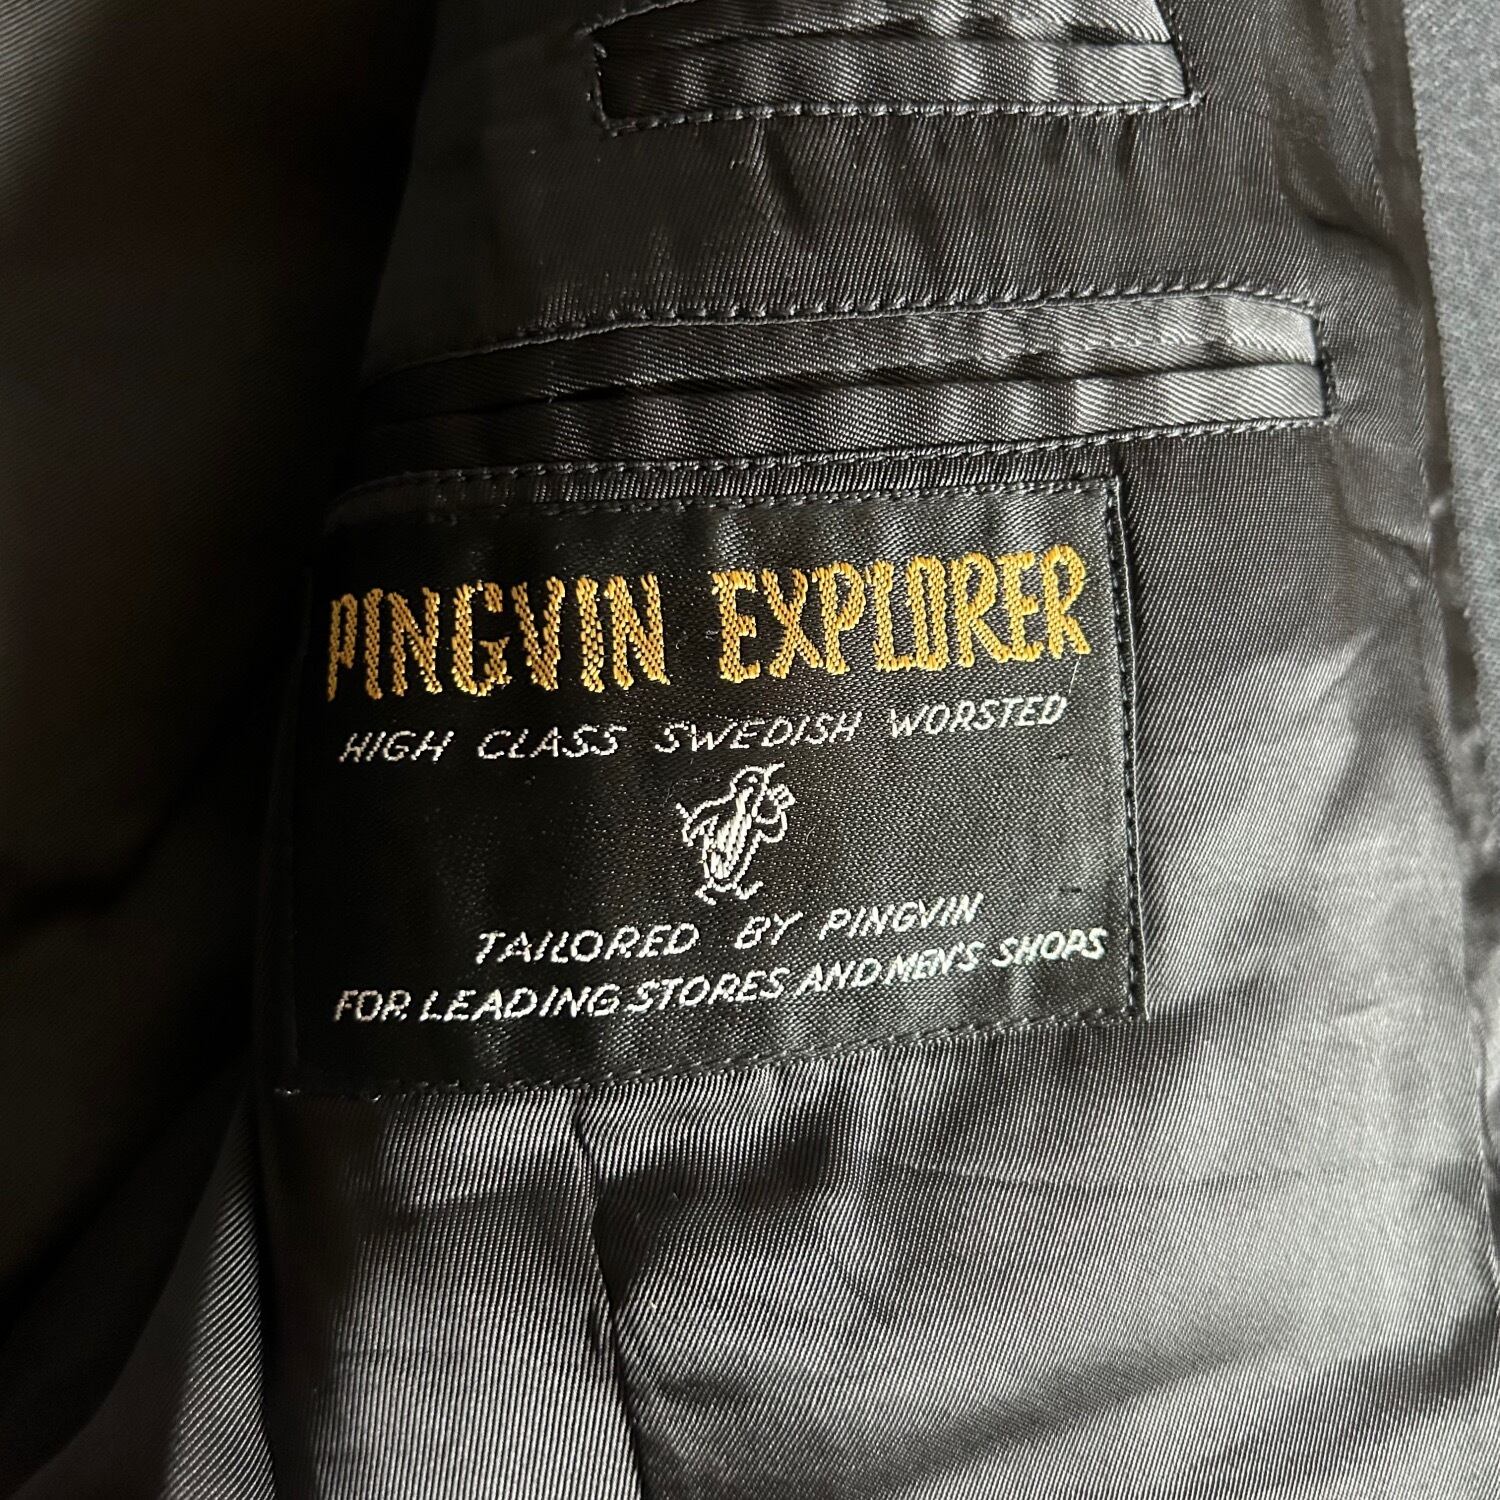 PINGVIN EXPLORER
HIGH CLASS SWEDISH WORSTED
TAILORED BY PINGVIN
FOR LEADING STORES AND MEN'S SHOPS